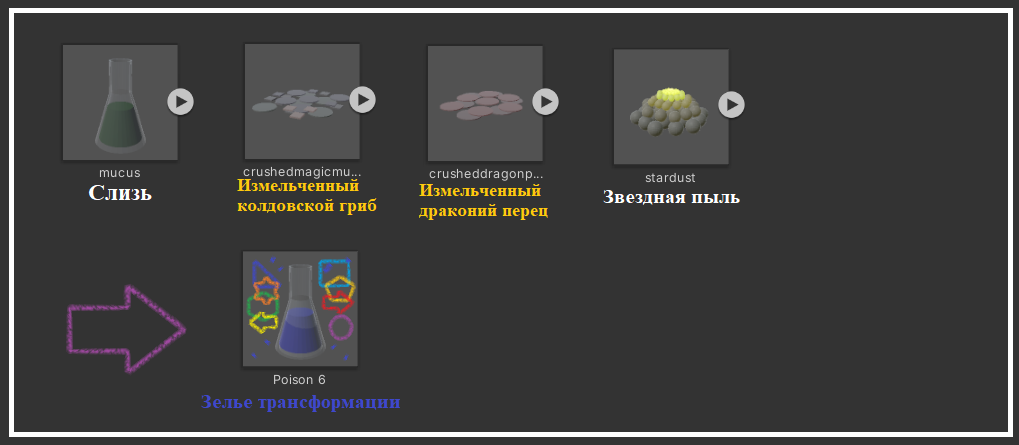 mucus
Слизь
crushedmagicmu...
Измельченный
колдовской гриб
crusheddragonp...
Измельченный
драконий перец
stardust
Звездная пыль
Poison 6
Зелье трансформации